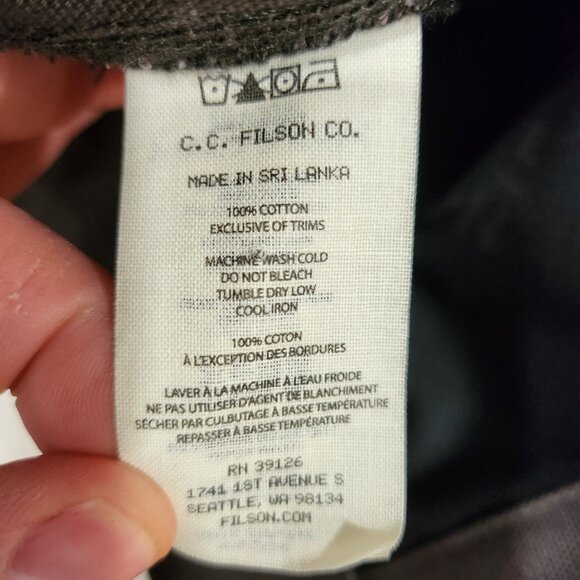 C.C. FILSON CO.
MADE IN SRI LANKA
100% COTTON
EXCLUSIVE OF TRIMS
MACHINE WASH COLD
DO NOT BLEACH
TUMBLE DRY LOW
COOL IRON
100% COTON
À L'EXCEPTION DES BORDURES
LAVER À LA MACHINE À L'EAU FROIDE
NE PAS UTILISER D'AGENT DE BLANCHIMENT
SÉCHER PAR CULBUTAGE À BASSE TEMPÉRATURE
REPASSER À BASSE TEMPÉRATURE
RN 39126
1741 1ST AVENUE S
SEATTLE, WA 98134
FILSON.COM